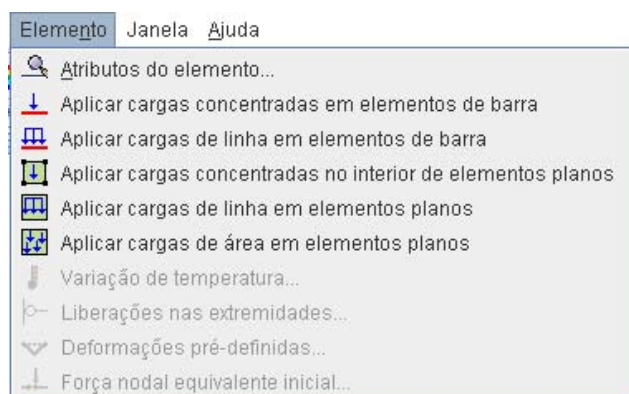 Elemento Janela Ajuda
Atributos do elemento...
Aplicar cargas concentradas em elementos de barra
Aplicar cargas de linha em elementos de barra
Aplicar cargas concentradas no interior de elementos planos
Aplicar cargas de linha em elementos planos
Aplicar cargas de área em elementos planos
Variação de temperatura...
Liberações nas extremidades...
Deformações pré-definidas...
Força nodal equivalente inicial...